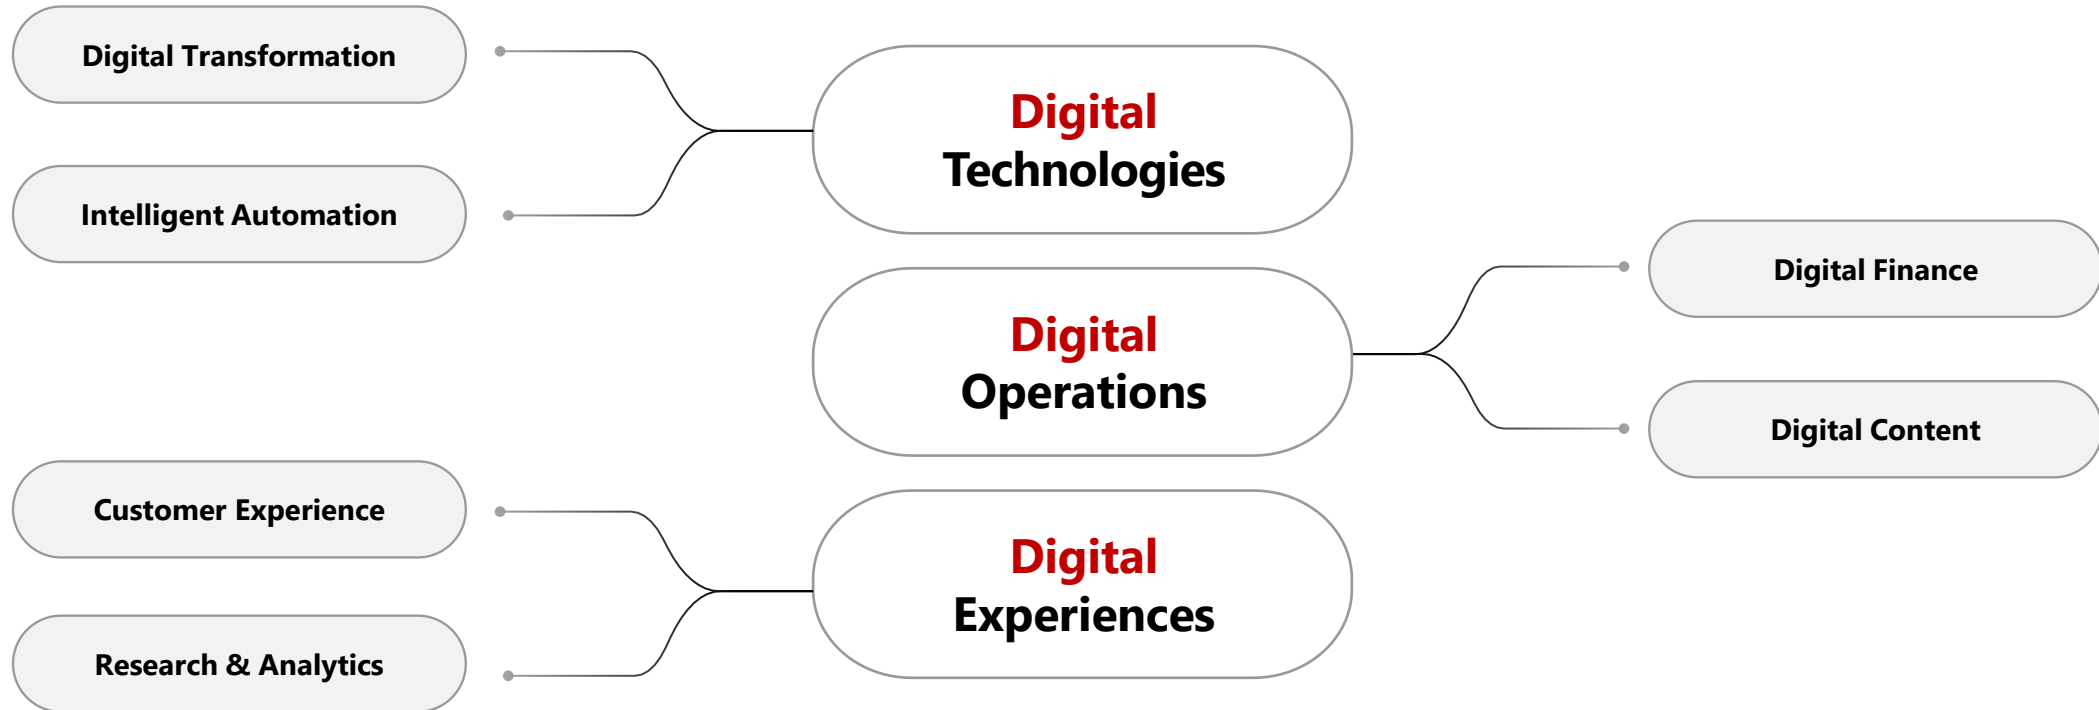 Digital Transformation
Intelligent Automation
Digital
Technologies
Digital
Operations
Digital Finance
Digital Content
Customer Experience
Research & Analytics
Digital
Experiences